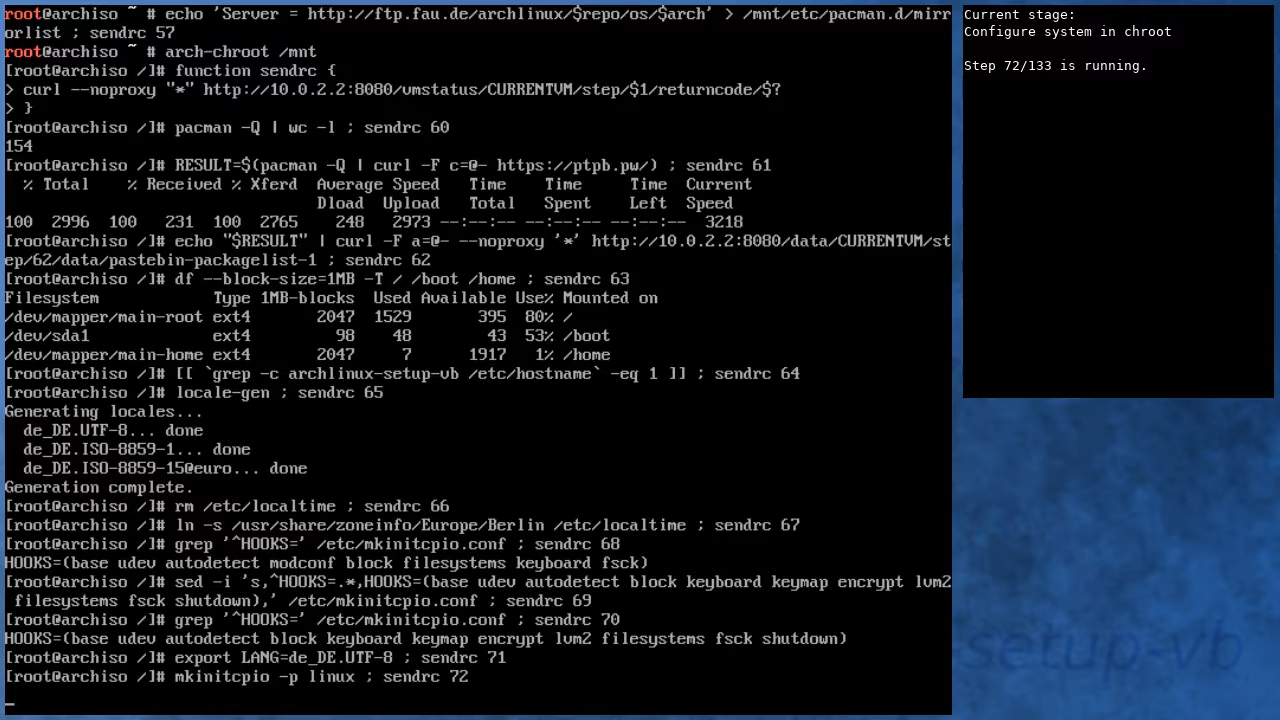 root@archiso ~ # echo 'Server = http://ftp.fau.de/archlinux/$repo/os/$arch' > /mnt/etc/pacman.d/mirr
orlist ; sendrc 57
root@archiso ~ # arch-chroot /mnt
[root@archiso /]# function sendrc {
> curl --noproxy "*" http://10.0.2.2:8080/vmstatus/CURRENTVM/step/$1/returncode/$?
> }
[root@archiso /]# pacman -Q | wc -l ; sendrc 60
154
[root@archiso /]# RESULT=$(pacman -Q | curl -F c=@- https://ptpb.pw/) ; sendrc 61
  % Total    % Received % Xferd  Average Speed   Time    Time     Time  Current
                                 Dload  Upload   Total   Spent    Left  Speed
100  2996  100   231  100  2765    248   2973 --:--:-- --:--:-- --:--:--  3218
[root@archiso /]# echo "$RESULT" | curl -F a=@- --noproxy '*' http://10.0.2.2:8080/data/CURRENTVM/st
ep/62/data/pastebin-packagelist-1 ; sendrc 62
[root@archiso /]# df --block-size=1MB -T / /boot /home ; sendrc 63
Filesystem            Type 1MB-blocks  Used Available Use% Mounted on
/dev/mapper/main-root ext4       2047  1529       395  80% /
/dev/sda1             ext4         98    48        43  53% /boot
/dev/mapper/main-home ext4       2047     7      1917   1% /home
[root@archiso /]# [[ `grep -c archlinux-setup-vb /etc/hostname` -eq 1 ]] ; sendrc 64
[root@archiso /]# locale-gen ; sendrc 65
Generating locales...
  de_DE.UTF-8... done
  de_DE.ISO-8859-1... done
  de_DE.ISO-8859-15@euro... done
Generation complete.
[root@archiso /]# rm /etc/localtime ; sendrc 66
[root@archiso /]# ln -s /usr/share/zoneinfo/Europe/Berlin /etc/localtime ; sendrc 67
[root@archiso /]# grep '^HOOKS=' /etc/mkinitcpio.conf ; sendrc 68
HOOKS=(base udev autodetect modconf block filesystems keyboard fsck)
[root@archiso /]# sed -i 's,^HOOKS=.*,HOOKS=(base udev autodetect block keyboard keymap encrypt lvm2
 filesystems fsck shutdown),' /etc/mkinitcpio.conf ; sendrc 69
[root@archiso /]# grep '^HOOKS=' /etc/mkinitcpio.conf ; sendrc 70
HOOKS=(base udev autodetect block keyboard keymap encrypt lvm2 filesystems fsck shutdown)
[root@archiso /]# export LANG=de_DE.UTF-8 ; sendrc 71
[root@archiso /]# mkinitcpio -p linux ; sendrc 72
_
Current stage:
Configure system in chroot
Step 72/133 is running.
-setup-vb